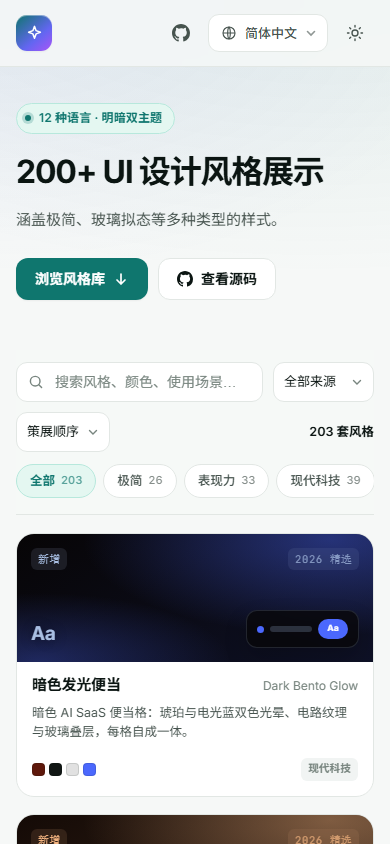 简体中文
12 种语言 · 明暗双主题
200+ UI 设计风格展示
涵盖极简、玻璃拟态等多种类型的样式。
浏览风格库
查看源码
搜索风格、颜色、使用场景...
全部来源
策展顺序
203 套风格
全部 203
极简 26
表现力 33
现代科技 39
新增
2026 精选
Aa
Aa
暗色发光便当
Dark Bento Glow
暗色 AI SaaS 便当格：琥珀与电光蓝双色光晕、电路纹理
与玻璃叠层，每格自成一体。
现代科技
新增
2026 精选